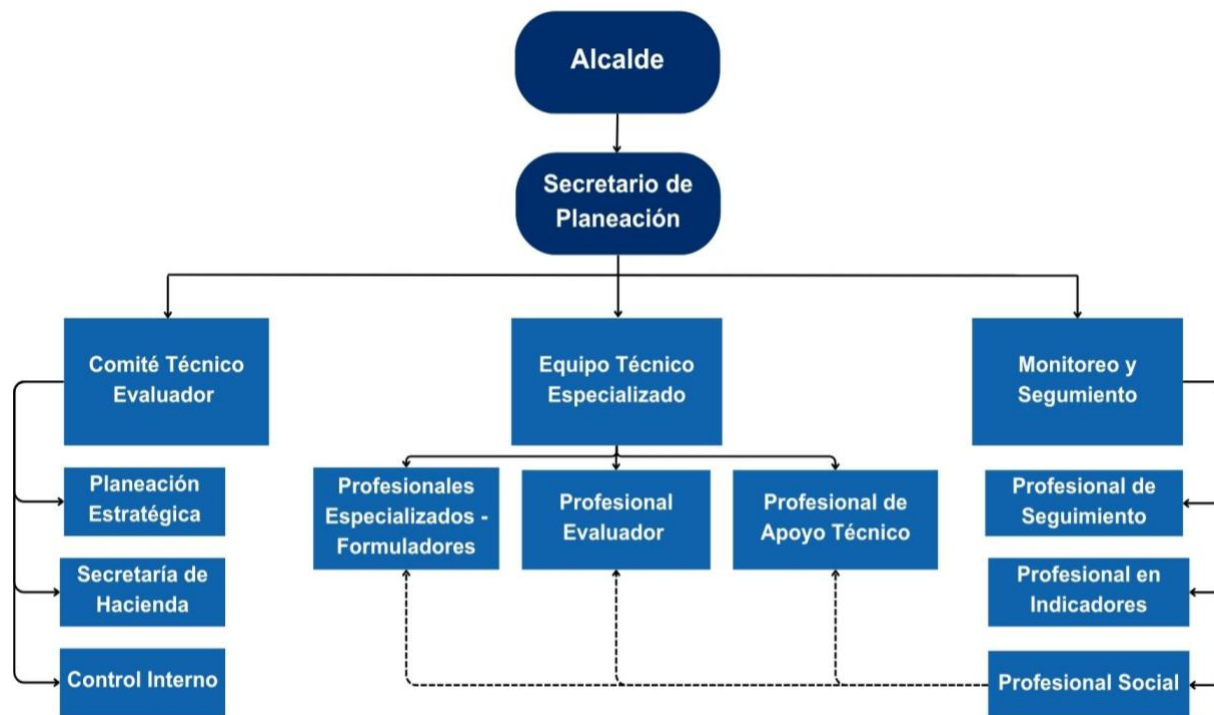 Alcalde
Secretario de
Planeación
Comité Técnico
Evaluador
Equipo Técnico
Especializado
Monitoreo y
Segumiento
Planeación
Estratégica
Secretaría de
Hacienda
Control Interno
Profesionales
Especializados -
Formuladores
Profesional
Evaluador
Profesional de
Apoyo Técnico
Profesional de
Seguimiento
Profesional en
Indicadores
Profesional Social